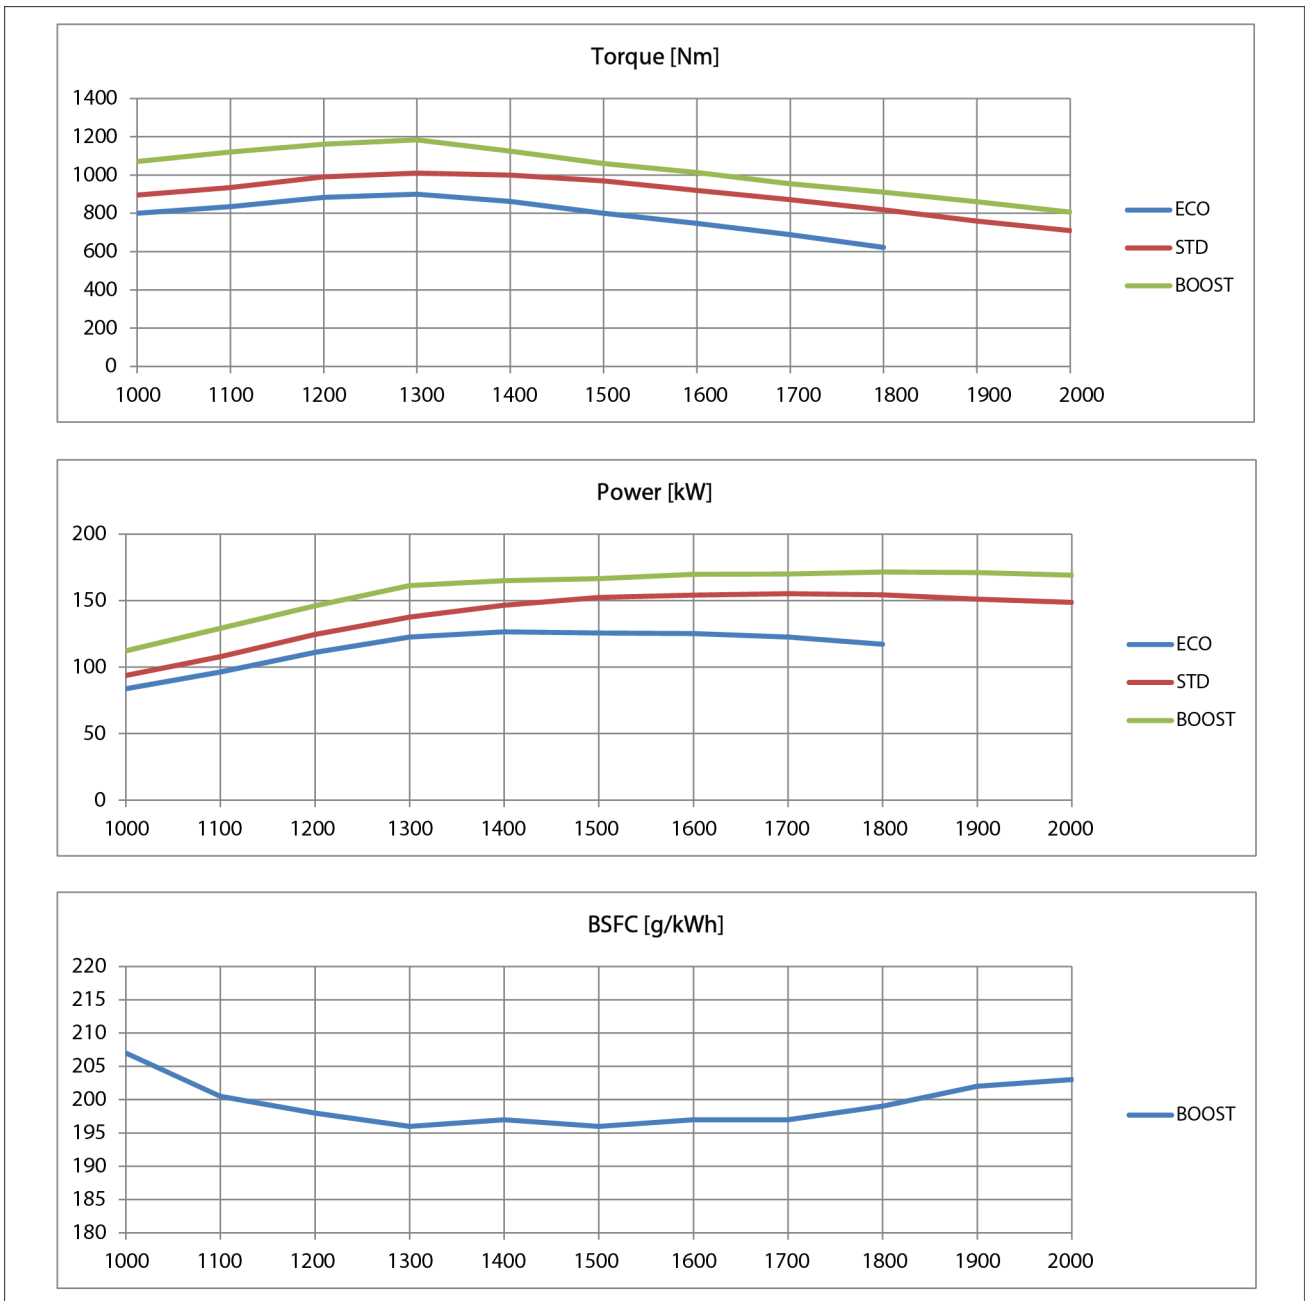 Torque [Nm]
1400
1200
1000
800
600
400
200
0
1000 1100 1200 1300 1400 1500 1600 1700 1800 1900 2000
ECO
STD
BOOST
Power [kW]
200
150
100
50
0
1000 1100 1200 1300 1400 1500 1600 1700 1800 1900 2000
ECO
STD
BOOST
BSFC [g/kWh]
220
215
210
205
200
195
190
185
180
1000 1100 1200 1300 1400 1500 1600 1700 1800 1900 2000
BOOST